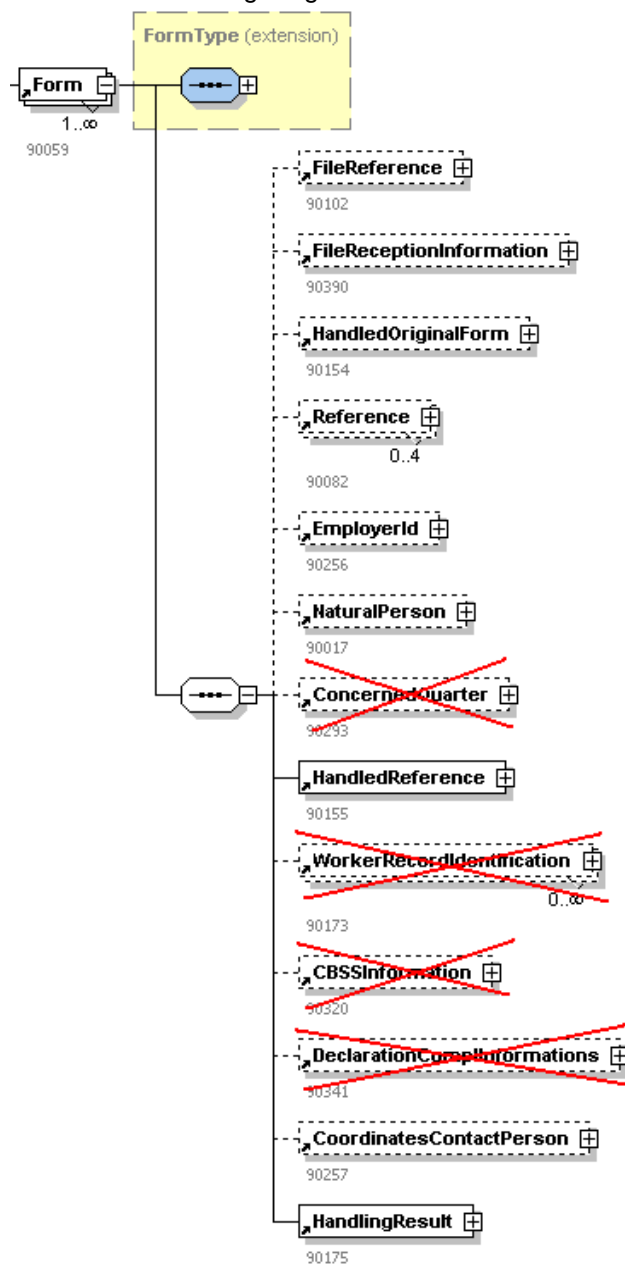 FormType (extension)
Form
1..∞
90059
FileReference
90102
FileReceptionInformation
90390
HandledOriginalForm
90154
Reference
0..4
90082
EmployerId
90256
NaturalPerson
90017
ConcernedQuarter
90293
HandledReference
90155
WorkerRecordIdentification
0..∞
90173
CBSSInformation
90320
DeclarationComplInformations
90341
CoordinatesContactPerson
90257
HandlingResult
90175